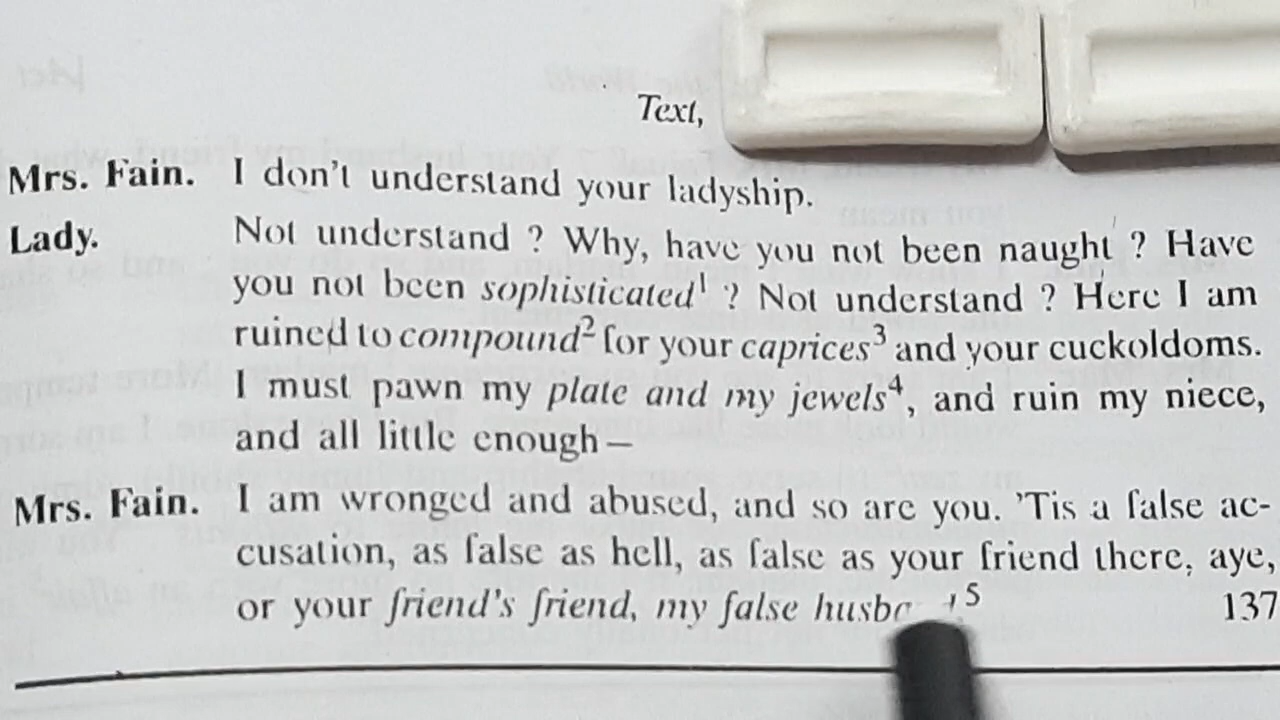 Text,
Mrs. Fain. I don't understand your ladyship.
Lady. Not understand ? Why, have you not been naught ? Have
you not been sophisticated¹ ? Not understand ? Here I am
ruined to compound² for your caprices³ and your cuckoldoms.
I must pawn my plate and my jewels⁴, and ruin my niece,
and all little enough —
Mrs. Fain. I am wronged and abused, and so are you. 'Tis a false ac-
cusation, as false as hell, as false as your friend there, aye,
or your friend's friend, my false 137